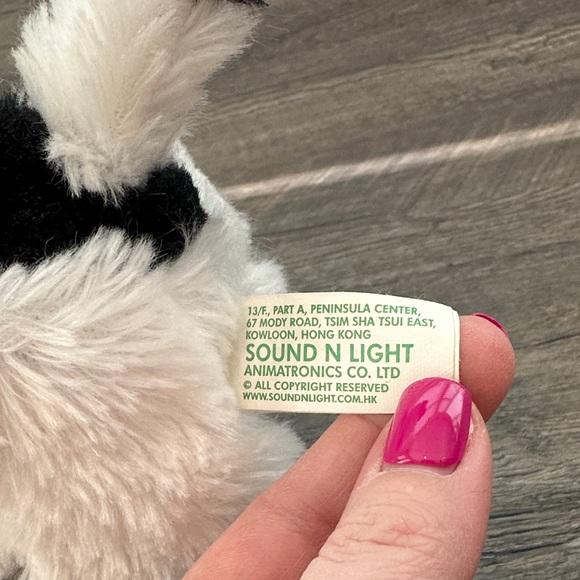 13/F., PART A, PENINSULA CENTER,
67 MODY ROAD, TSIM SHA TSUI EAST,
KOWLOON, HONG KONG
SOUND N LIGHT
ANIMATRONICS CO. LTD
© ALL COPYRIGHT RESERVED
WWW.SOUNDNLIGHT.COM.HK